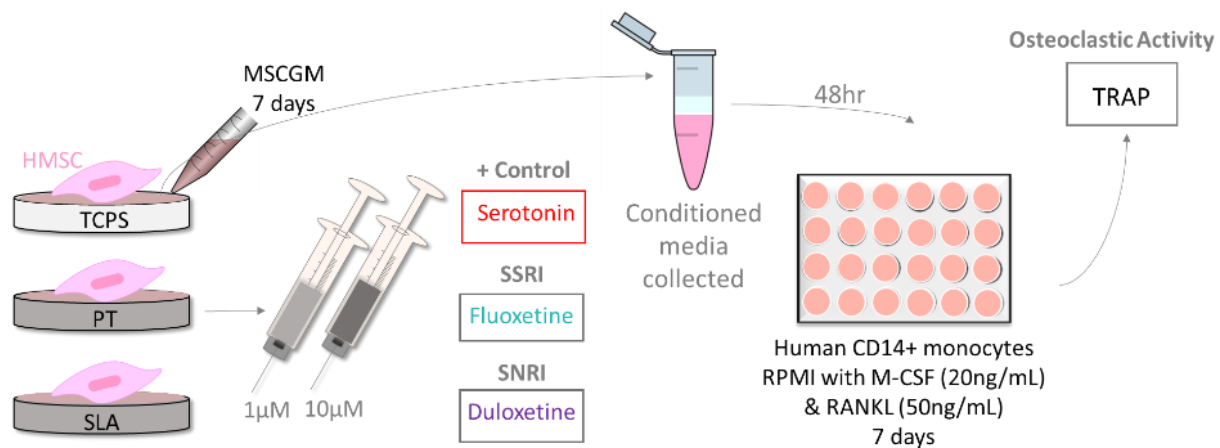 MSCGM
7 days
HMSC
TCPS
PT
SLA
1µM
10µM
+ Control
Serotonin
SSRI
Fluoxetine
SNRI
Duloxetine
Conditioned
media
collected
48hr
Human CD14+ monocytes
RPMI with M-CSF (20ng/mL)
& RANKL (50ng/mL)
7 days
Osteoclastic Activity
TRAP